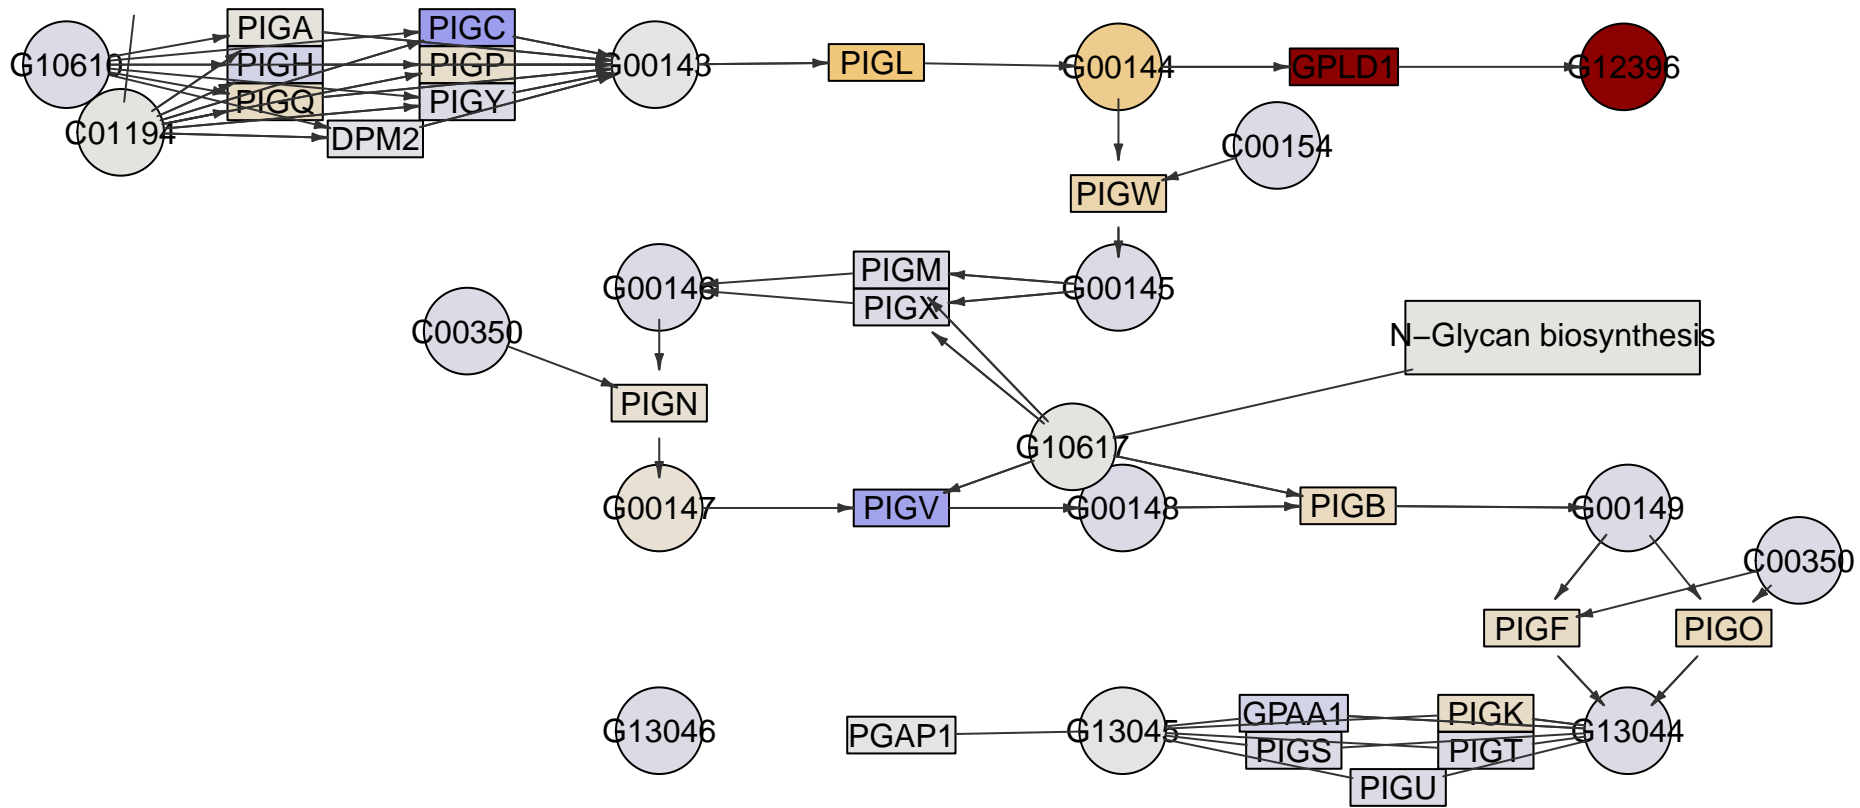 PIGA
PIGC
G10610
PIGH
PIGP
G00143
PIGL
G00144
GPLD1
G12396
PIGQ
PIGY
C01194
DPM2
C00154
PIGW
PIGM
G00146
G00145
PIGX
C00350
N–Glycan biosynthesis
PIGN
G10617
G00147
PIGV
G00148
PIGB
G00149
C00350
PIGF
PIGO
GPAA1
PIGK
G13046
PGAP1
G13045
G13044
PIGS
PIGT
PIGU